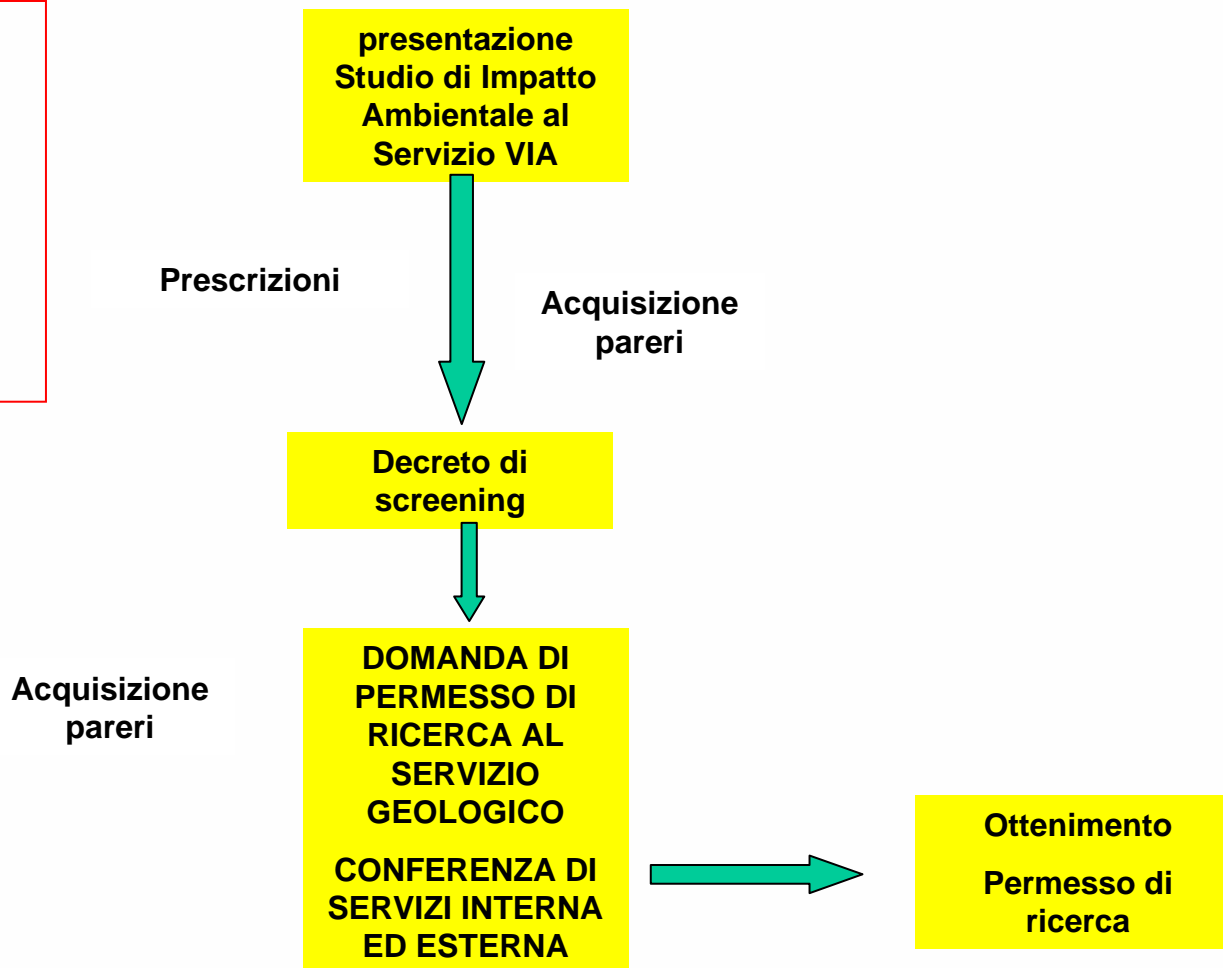 presentazione
Studio di Impatto
Ambientale al
Servizio VIA
Prescrizioni
Acquisizione
pareri
Decreto di
screening
Acquisizione
pareri
DOMANDA DI
PERMESSO DI
RICERCA AL
SERVIZIO
GEOLOGICO
CONFERENZA DI
SERVIZI INTERNA
ED ESTERNA
Ottenimento
Permesso di
ricerca